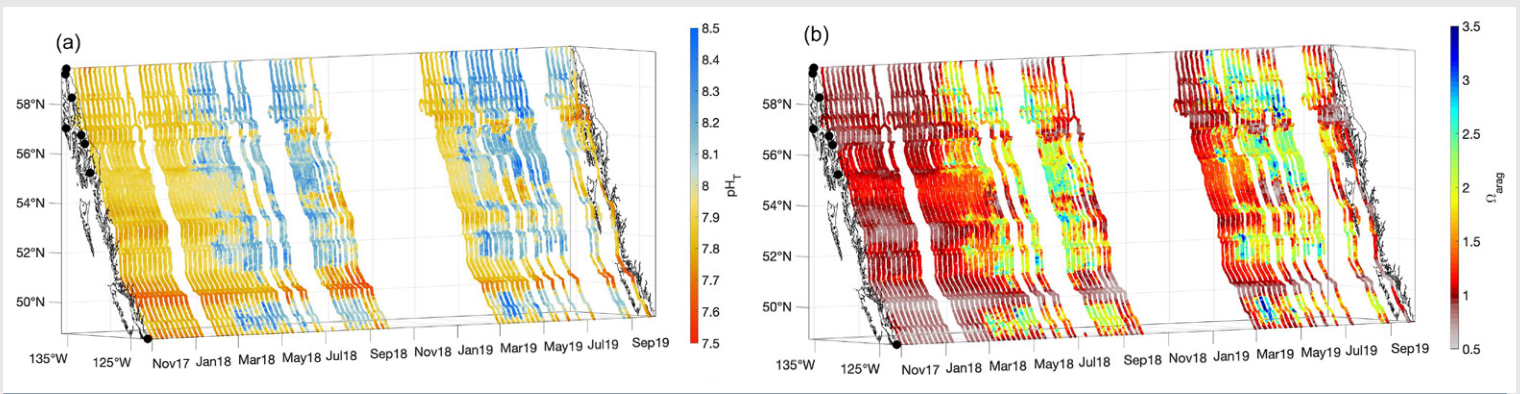 (a)
58°N
56°N
54°N
52°N
50°N
135°W
125°W
Nov17 Jan18 Mar18 May18 Jul18 Sep18 Nov18 Jan19 Mar19 May19 Jul19 Sep19
8.5
8.4
8.3
8.2
8.1
8
7.9
7.8
7.7
7.6
7.5
pH_T
(b)
58°N
56°N
54°N
52°N
50°N
135°W
125°W
Nov17 Jan18 Mar18 May18 Jul18 Sep18 Nov18 Jan19 Mar19 May19 Jul19 Sep19
3.5
3
2.5
2
1.5
1
0.5
Ω_arag